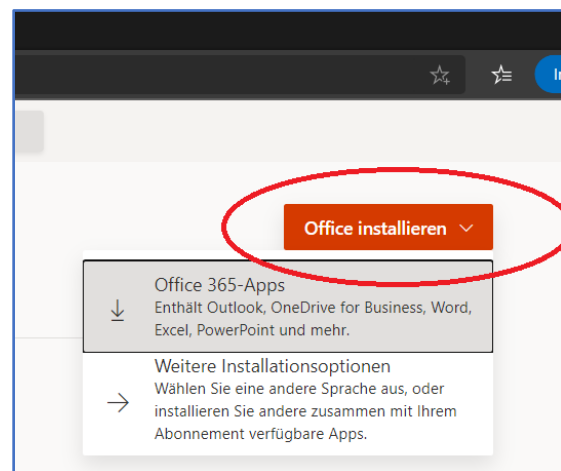 Office installieren
Office 365-Apps
Enthält Outlook, OneDrive for Business, Word,
Excel, PowerPoint und mehr.
Weitere Installationsoptionen
Wählen Sie eine andere Sprache aus, oder
installieren Sie andere zusammen mit Ihrem
Abonnement verfügbare Apps.